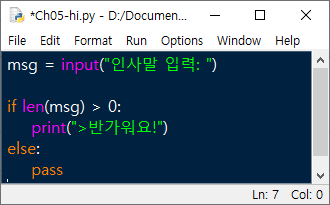 *Ch05-hi.py - D:/Documen...
File Edit Format Run Options Windows Help
msg = input("인사말 입력: ")
if len(msg) > 0:
print(">반가워요!")
else:
pass
Ln: 7 Col: 0